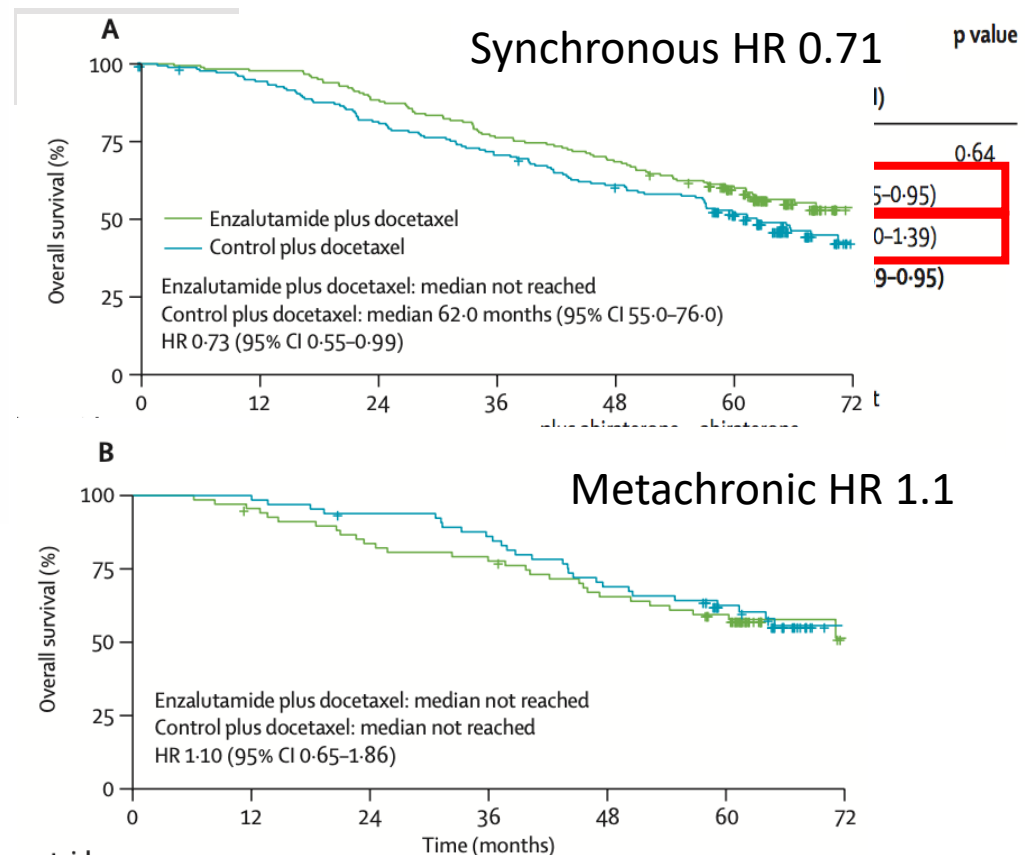 A
Synchronous HR 0.71
p value
100
75
50
25
0
Overall survival (%)
0·64
5–0·95)
0–1·39)
9–0·95)
Enzalutamide plus docetaxel
Control plus docetaxel
Enzalutamide plus docetaxel: median not reached
Control plus docetaxel: median 62·0 months (95% CI 55·0–76·0)
HR 0·73 (95% CI 0·55–0·99)
0 12 24 36 48 60 72
t
B
Metachronic HR 1.1
100
75
50
25
0
Overall survival (%)
Enzalutamide plus docetaxel: median not reached
Control plus docetaxel: median not reached
HR 1·10 (95% CI 0·65–1·86)
0 12 24 36 48 60 72
Time (months)